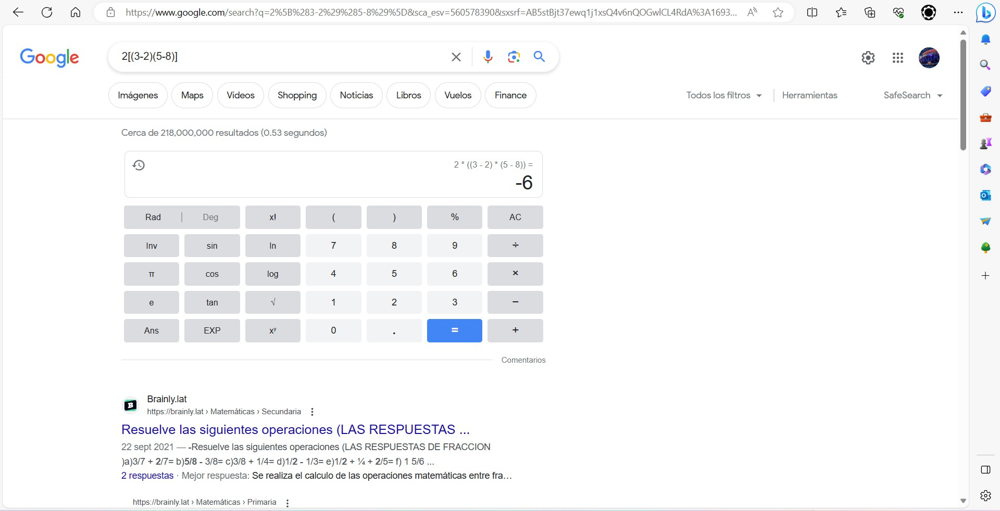 https://www.google.com/search?q=2%5B%283-2%29%285-8%29%5D&sca_esv=560578390&sxsrf=AB5stBjt37ewq1j1xsQ4v6nQOGwlCL4RdA%3A1693...
Google
2[(3-2)(5-8)]
Imágenes Maps Videos Shopping Noticias Libros Vuelos Finance Todos los filtros Herramientas SafeSearch
Cerca de 218,000,000 resultados (0.53 segundos)
2 * ((3 - 2) * (5 - 8)) =
-6
Rad | Deg x! ( ) % AC
Inv sin ln 7 8 9 ÷
π cos log 4 5 6 ×
e tan √ 1 2 3 −
Ans EXP xʸ 0 . = +
Comentarios
Brainly.lat
https://brainly.lat › Matemáticas › Secundaria
Resuelve las siguientes operaciones (LAS RESPUESTAS ...
22 sept 2021 — -Resuelve las siguientes operaciones (LAS RESPUESTAS DE FRACCION
)a)3/7 + 2/7= b)5/8 - 3/8= c)3/8 + 1/4= d)1/2 - 1/3= e)1/2 + ¼ + 2/5= f) 1 5/6 ...
2 respuestas · Mejor respuesta: Se realiza el calculo de las operaciones matemáticas entre fra…
https://brainly.lat › Matemáticas › Primaria